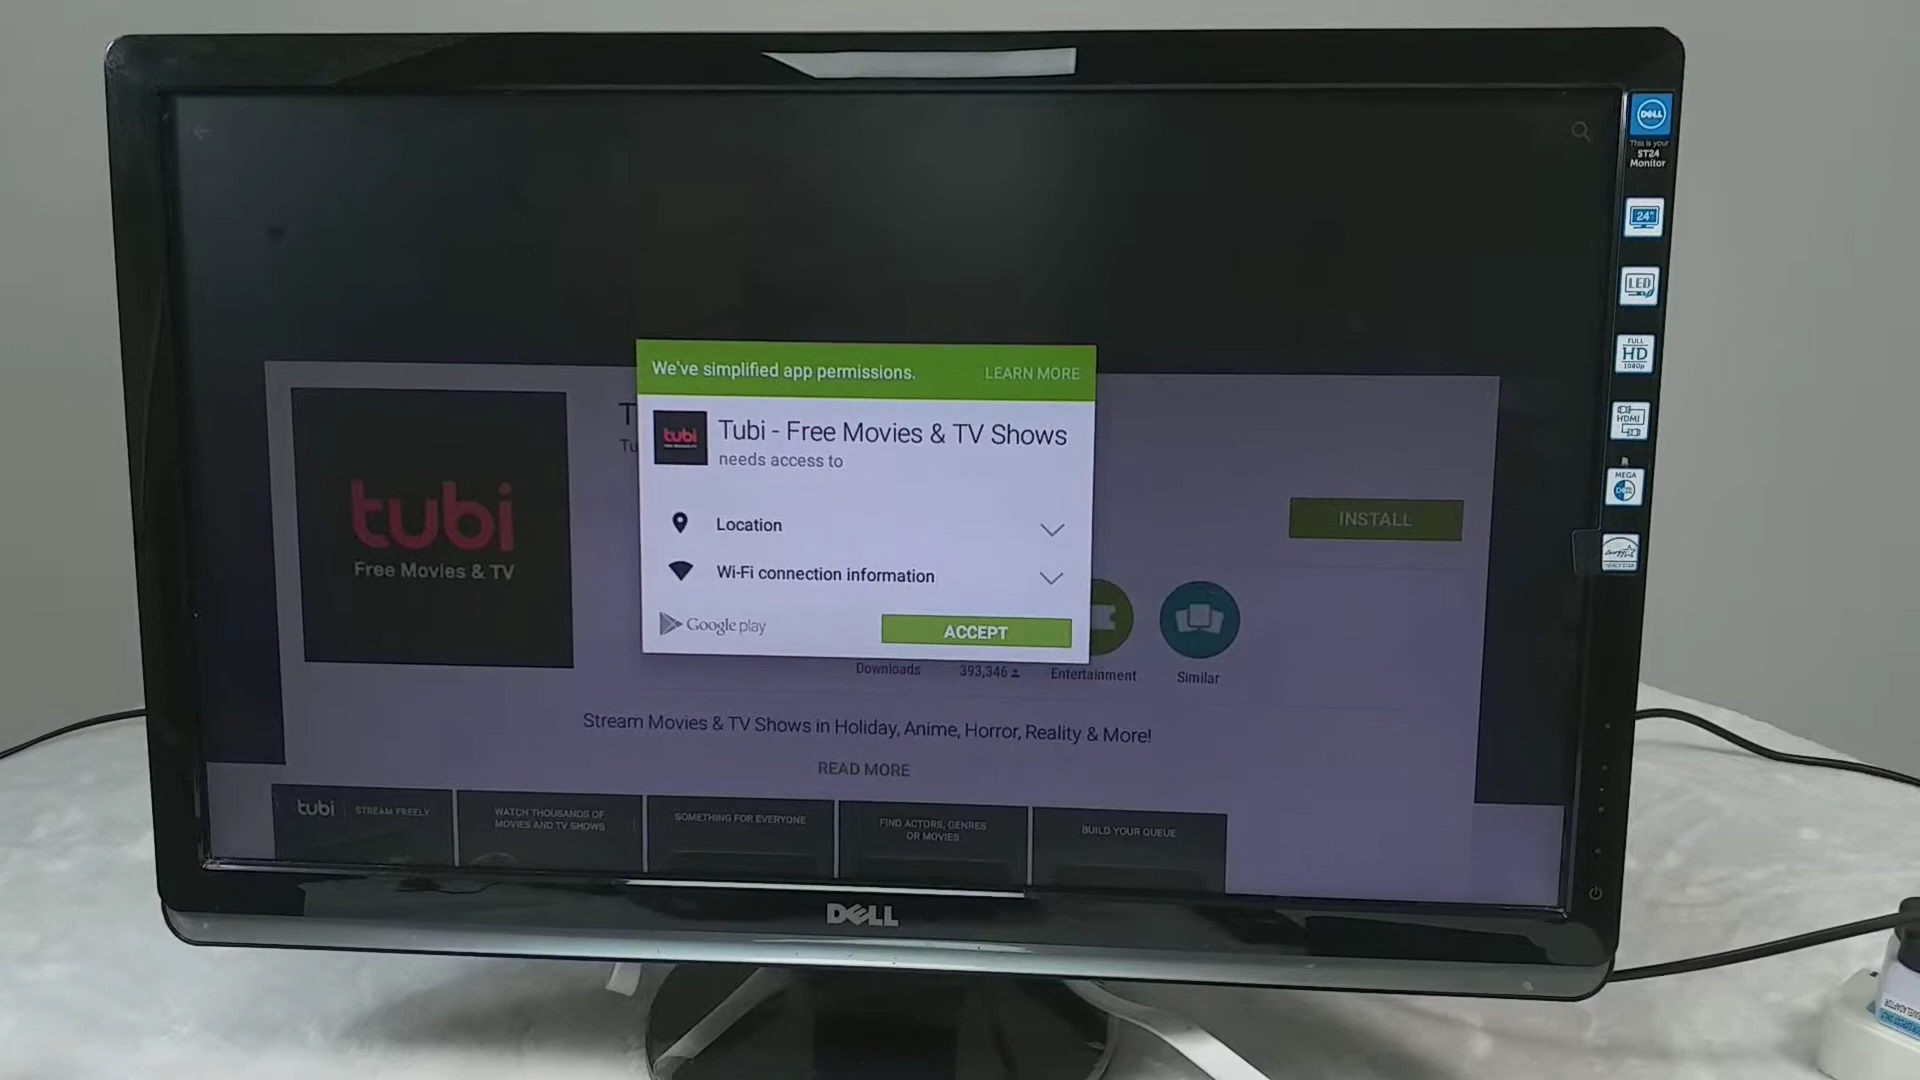 We've simplified app permissions.
LEARN MORE
tubi
Tubi - Free Movies & TV Shows
needs access to
Location
Wi-Fi connection information
Google play
ACCEPT
T
Tu
tubi
Free Movies & TV
INSTALL
Downloads
393,346
Entertainment
Similar
Stream Movies & TV Shows in Holiday, Anime, Horror, Reality & More!
READ MORE
tubi
STREAM FREELY
WATCH THOUSANDS OF
MOVIES AND TV SHOWS
SOMETHING FOR EVERYONE
FIND ACTORS, GENRES
OR MOVIES
BUILD YOUR QUEUE
DELL
DELL
This is your
ST24
Monitor
24"
LED
FULL
HD
1080p
HDMI
MEGA